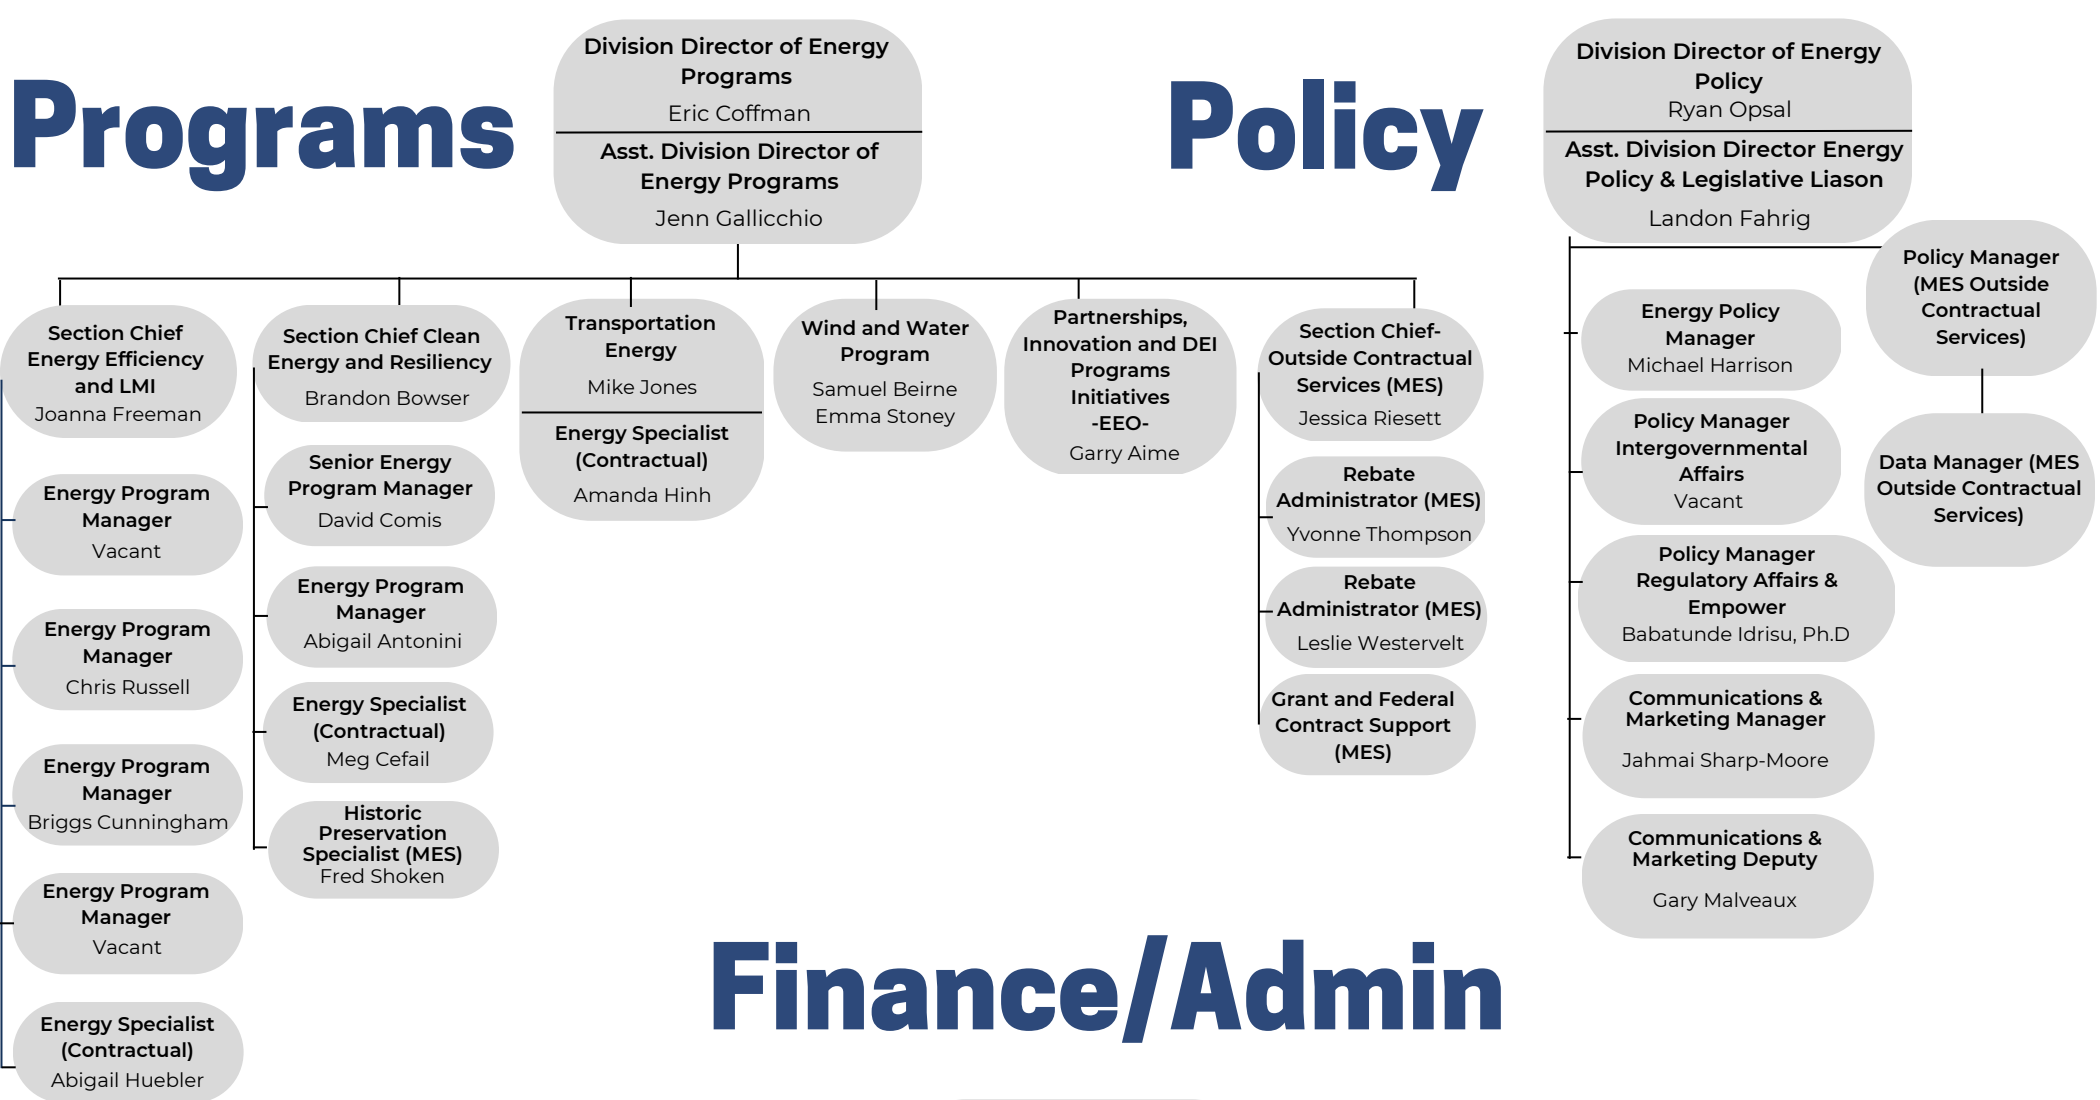 Programs
Division Director of Energy
Programs
Eric Coffman
Asst. Division Director of
Energy Programs
Jenn Gallicchio
Section Chief
Energy Efficiency
and LMI
Joanna Freeman
Energy Program
Manager
Vacant
Energy Program
Manager
Chris Russell
Energy Program
Manager
Briggs Cunningham
Energy Program
Manager
Vacant
Energy Specialist
(Contractual)
Abigail Huebler
Section Chief Clean
Energy and Resiliency
Brandon Bowser
Senior Energy
Program Manager
David Comis
Energy Program
Manager
Abigail Antonini
Energy Specialist
(Contractual)
Meg Cefail
Historic
Preservation
Specialist (MES)
Fred Shoken
Transportation
Energy
Mike Jones
Energy Specialist
(Contractual)
Amanda Hinh
Wind and Water
Program
Samuel Beirne
Emma Stoney
Partnerships,
Innovation and DEI
Programs
Initiatives
-EEO-
Garry Aime
Section Chief-
Outside Contractual
Services (MES)
Jessica Riesett
Rebate
Administrator (MES)
Yvonne Thompson
Rebate
Administrator (MES)
Leslie Westervelt
Grant and Federal
Contract Support
(MES)
Policy
Division Director of Energy
Policy
Ryan Opsal
Asst. Division Director Energy
Policy & Legislative Liason
Landon Fahrig
Energy Policy
Manager
Michael Harrison
Policy Manager
Intergovernmental
Affairs
Vacant
Policy Manager
Regulatory Affairs &
Empower
Babatunde Idrisu, Ph.D
Communications &
Marketing Manager
Jahmai Sharp-Moore
Communications &
Marketing Deputy
Gary Malveaux
Policy Manager
(MES Outside
Contractual
Services)
Data Manager (MES
Outside Contractual
Services)
Finance/Admin